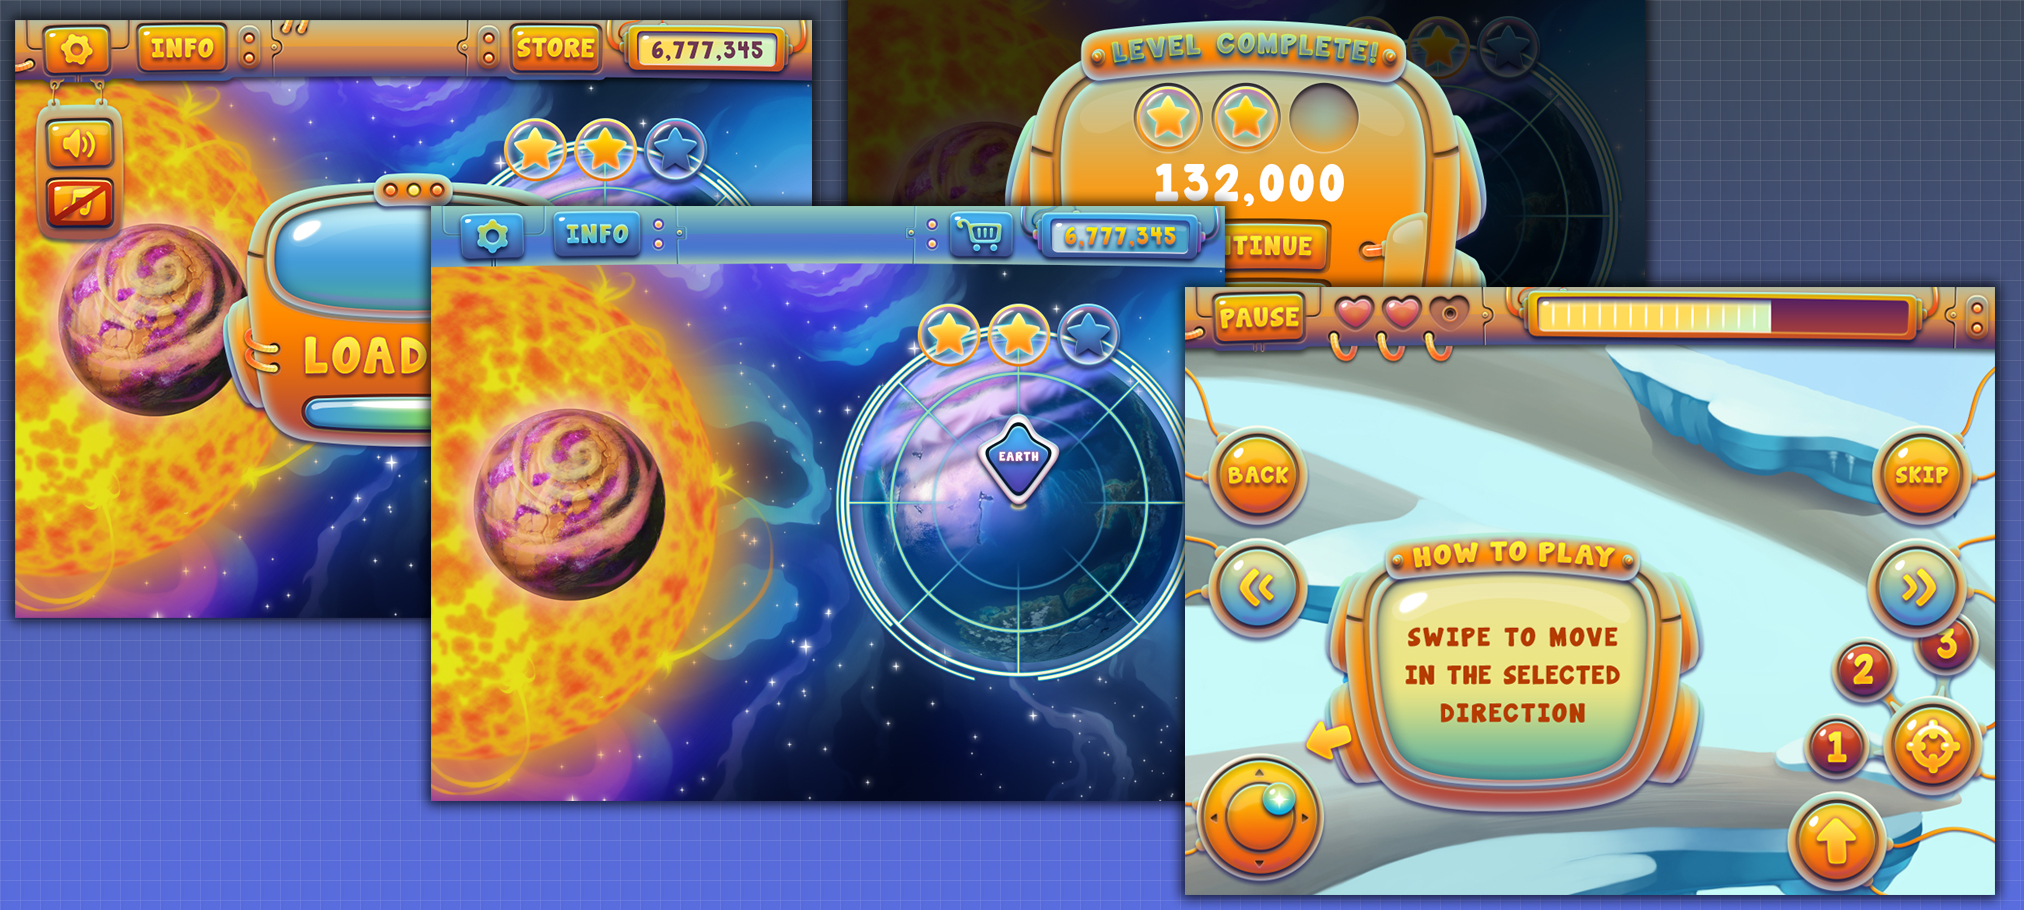 INFO
STORE
6,777,345
LOAD
LEVEL COMPLETE!
132,000
INFO
6,777,345
EARTH
PAUSE
BACK
SKIP
HOW TO PLAY
SWIPE TO MOVE
IN THE SELECTED
DIRECTION
3
2
1